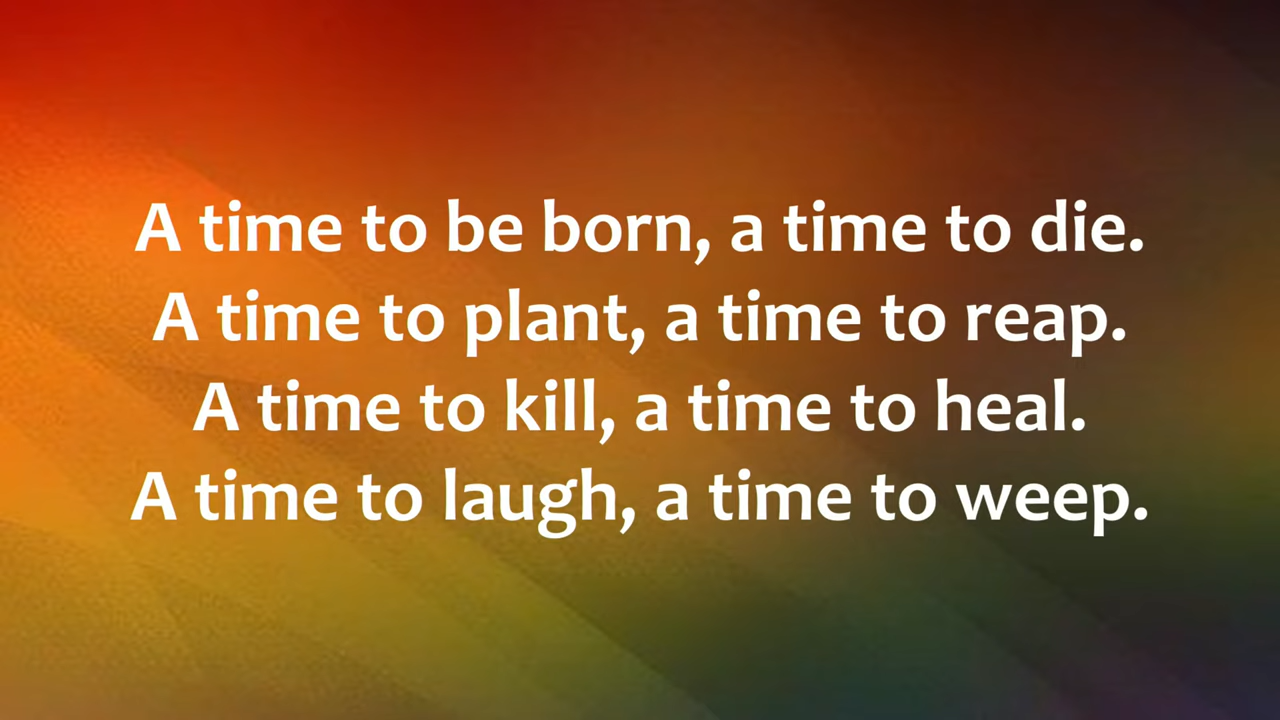 A time to be born, a time to die.
A time to plant, a time to reap.
A time to kill, a time to heal.
A time to laugh, a time to weep.